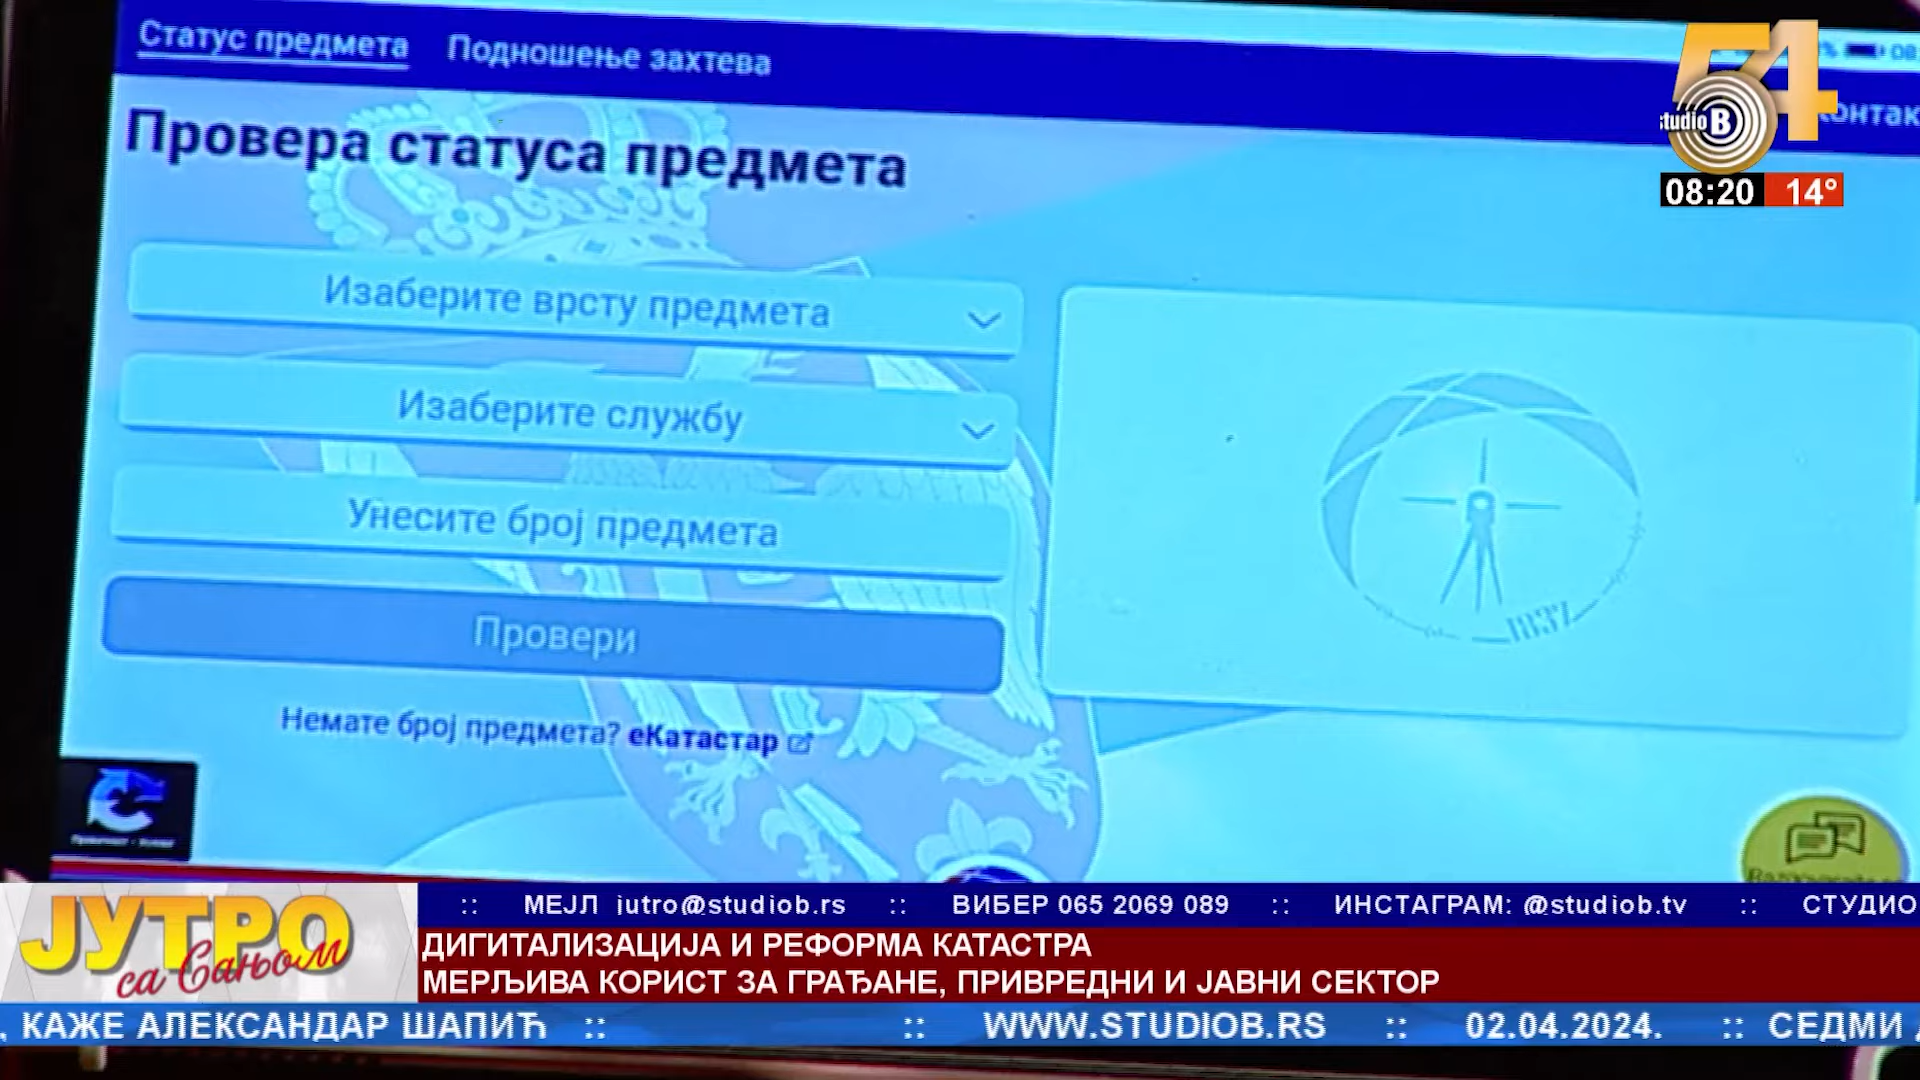 Статус предмета Подношење захтева
Провера статуса предмета
Изаберите врсту предмета
Изаберите службу
Унесите број предмета
Провери
Немате број предмета? еКатастар
1837
54
studio B
08:20 14°
:: МЕЈЛ jutro@studiob.rs :: ВИБЕР 065 2069 089 :: ИНСТАГРАМ: @studiob.tv :: СТУДИО
ЈУТРО
са Сањом
ДИГИТАЛИЗАЦИЈА И РЕФОРМА КАТАСТРА
МЕРЉИВА КОРИСТ ЗА ГРАЂАНЕ, ПРИВРЕДНИ И ЈАВНИ СЕКТОР
, КАЖЕ АЛЕКСАНДАР ШАПИЋ :: :: WWW.STUDIOB.RS :: 02.04.2024. :: СЕДМИ